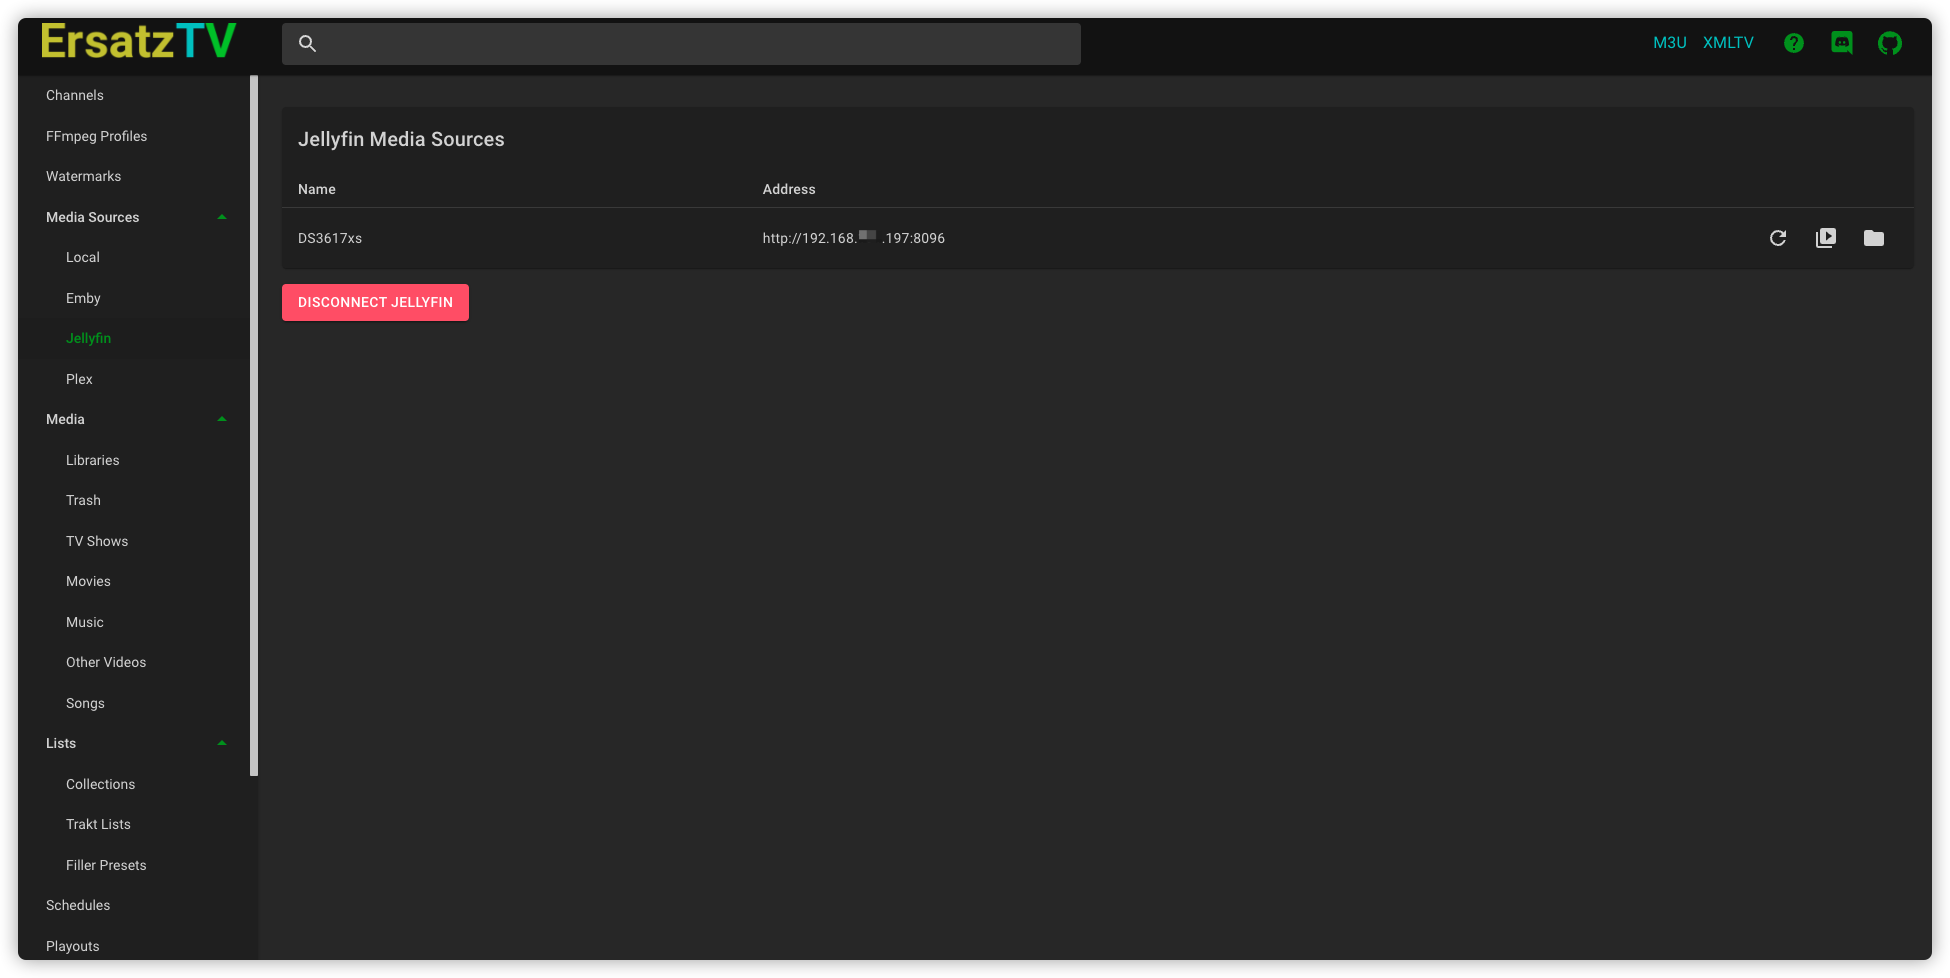 ErsatzTV
M3U XMLTV
Channels
FFmpeg Profiles
Watermarks
Media Sources
Local
Emby
Jellyfin
Plex
Media
Libraries
Trash
TV Shows
Movies
Music
Other Videos
Songs
Lists
Collections
Trakt Lists
Filler Presets
Schedules
Playouts
Jellyfin Media Sources
Name Address
DS3617xs http://192.168. .197:8096
DISCONNECT JELLYFIN